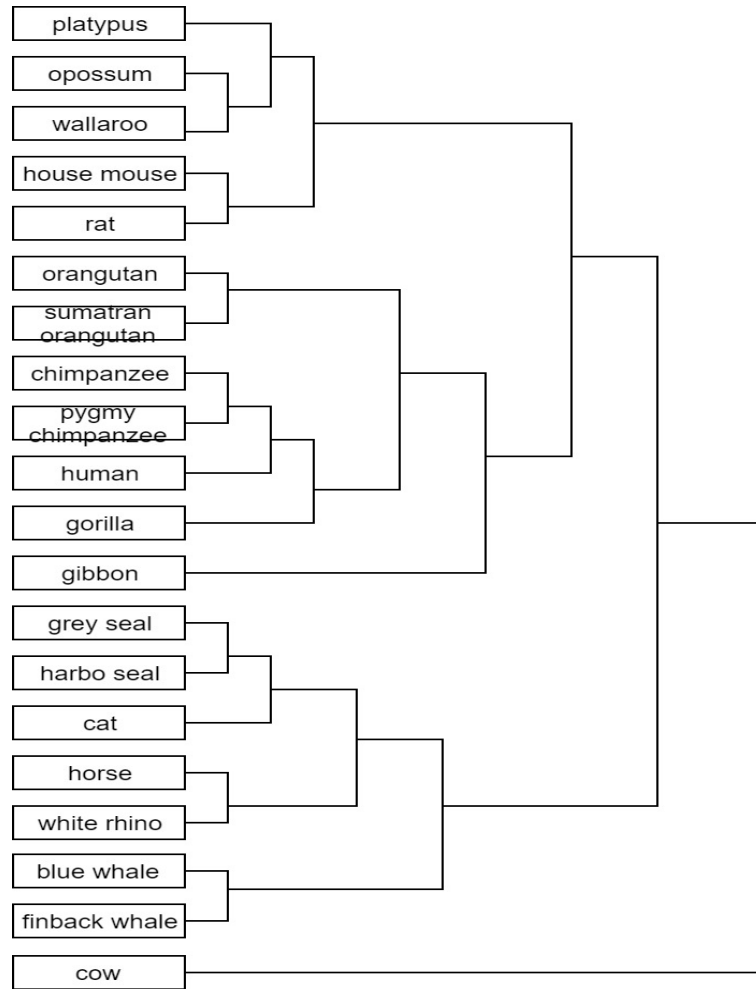 platypus
opossum
wallaroo
house mouse
rat
orangutan
sumatran
orangutan
chimpanzee
pygmy
chimpanzee
human
gorilla
gibbon
grey seal
harbo seal
cat
horse
white rhino
blue whale
finback whale
cow